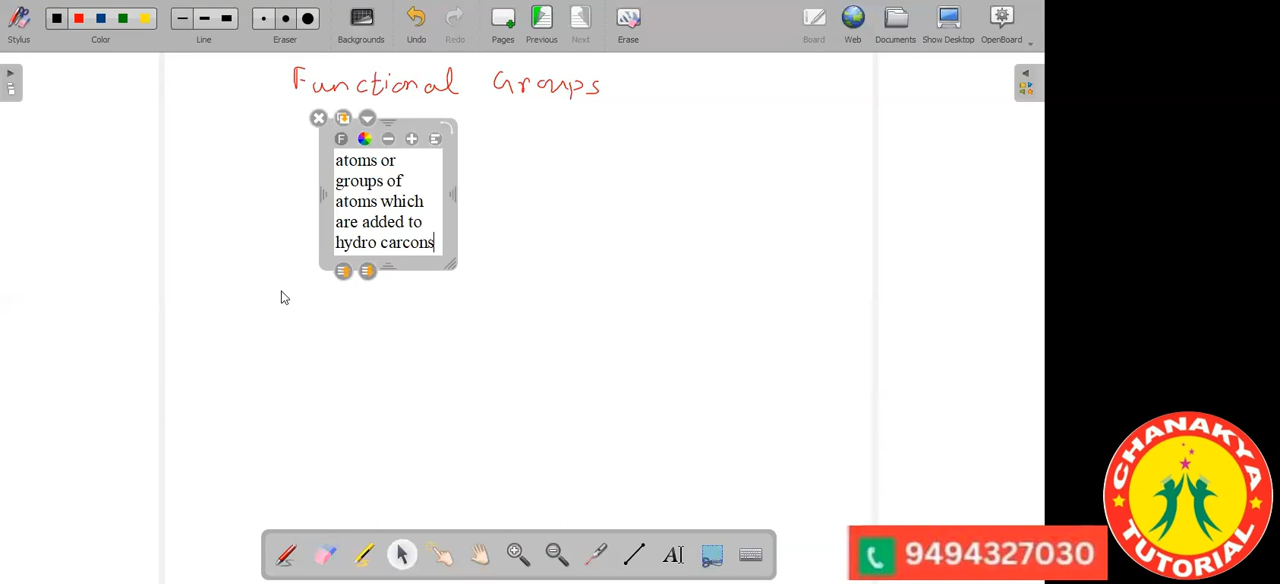 Stylus Color Line Eraser Backgrounds Undo Redo Pages Previous Next Erase Board Web Documents Show Desktop OpenBoard
Functional Groups
F
atoms or
groups of
atoms which
are added to
hydro carcons
AI
CHANAKYA
TUTORIAL
9494327030